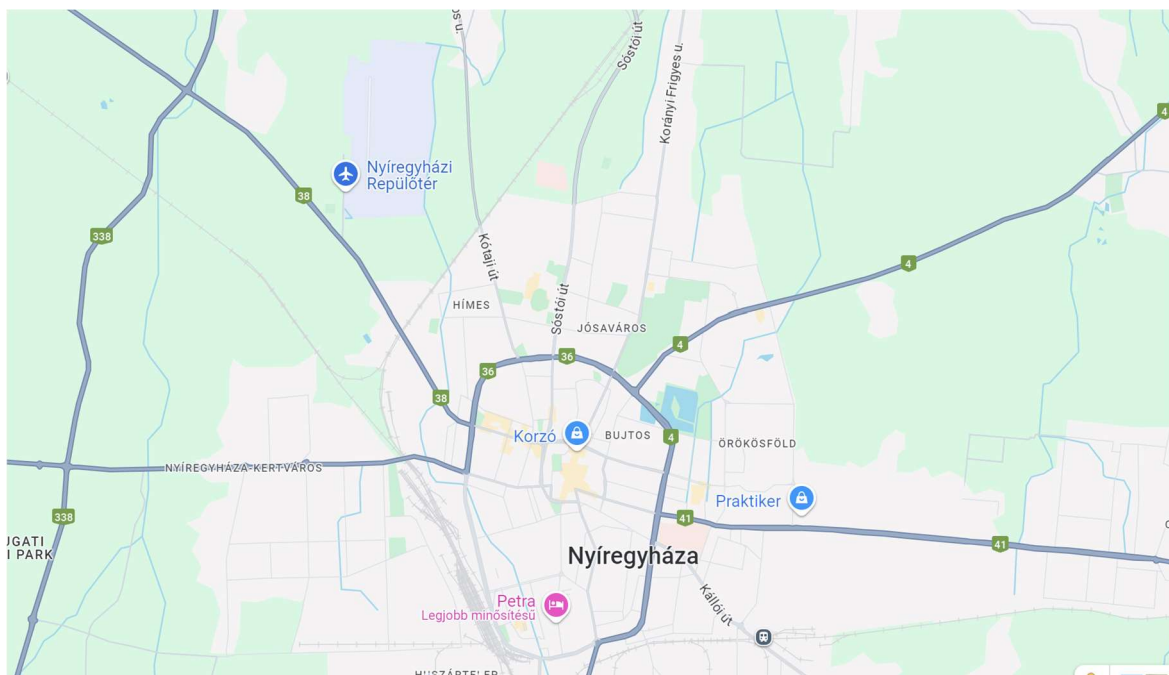 Sóstói út
Korányi Frigyes u.
4
Nyíregyházi
Repülőtér
38
338
Kótaji út
4
HÍMES
Sóstói út
JÓSAVÁROS
4
36
36
38
Korzó
BUJTOS
4
ÖRÖKÖSFÖLD
NYÍREGYHÁZA-KERTVÁROS
Praktiker
338
41
41
Nyíregyháza
Petra
Legjobb minősítésű
Kállói út